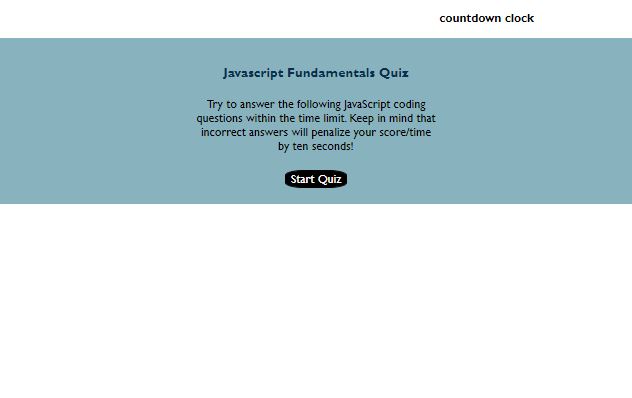 countdown clock
Javascript Fundamentals Quiz
Try to answer the following JavaScript coding
questions within the time limit. Keep in mind that
incorrect answers will penalize your score/time
by ten seconds!
Start Quiz